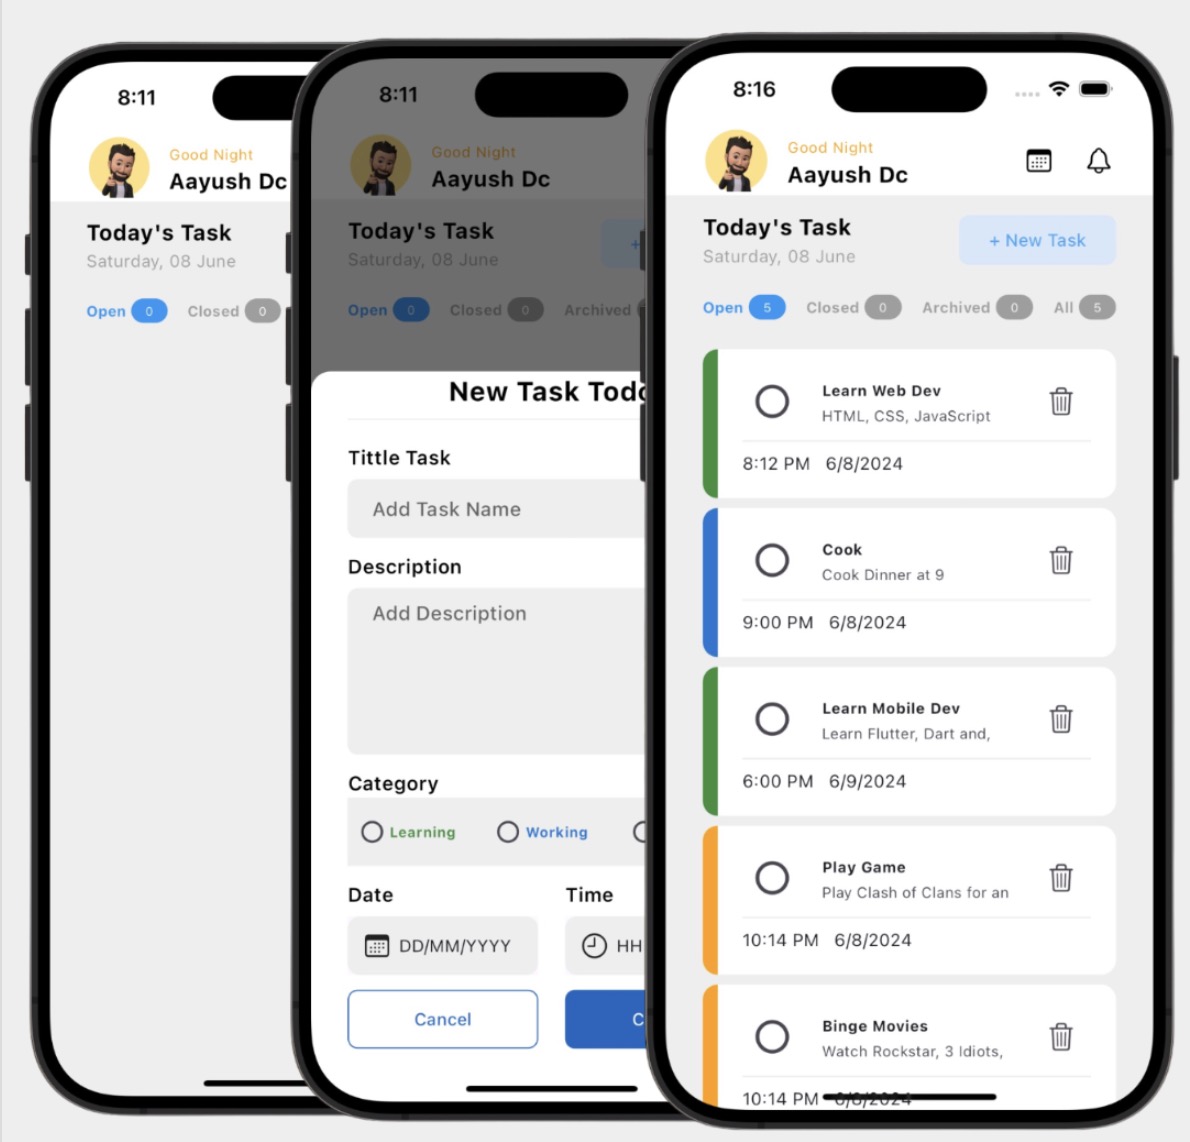 8:11
Good Night
Aayush Dc
Today's Task
Saturday, 08 June
Open 0 Closed 0
8:11
Good Night
Aayush Dc
Today's Task
+
Saturday, 08 June
Open 0 Closed 0 Archived
New Task Todo
Tittle Task
Add Task Name
Description
Add Description
Category
Learning Working
Date Time
DD/MM/YYYY HH
Cancel C
8:16
Good Night
Aayush Dc
Today's Task
+ New Task
Saturday, 08 June
Open 5 Closed 0 Archived 0 All 5
Learn Web Dev
HTML, CSS, JavaScript
8:12 PM 6/8/2024
Cook
Cook Dinner at 9
9:00 PM 6/8/2024
Learn Mobile Dev
Learn Flutter, Dart and,
6:00 PM 6/9/2024
Play Game
Play Clash of Clans for an
10:14 PM 6/8/2024
Binge Movies
Watch Rockstar, 3 Idiots,
10:14 PM 6/8/2024